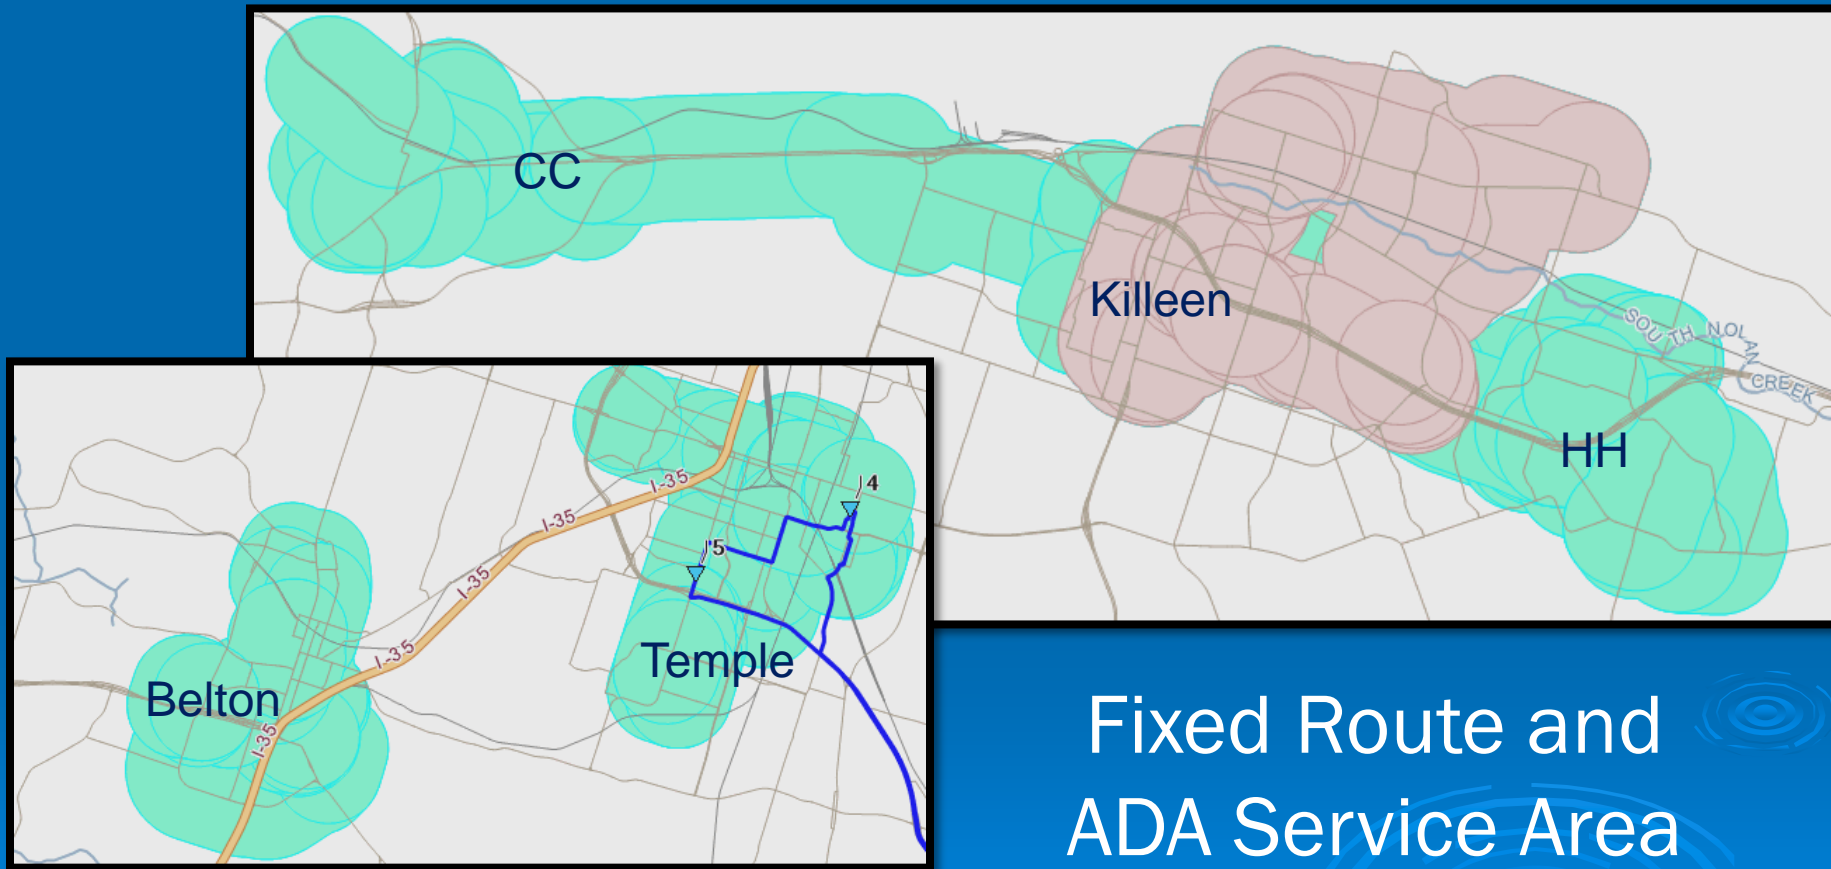 CC
Killeen
SOUTH NOLAN
CREEK
HH
I-35
I-35
I-35
I-35
I-35
4
5
Temple
Belton
Fixed Route and
ADA Service Area